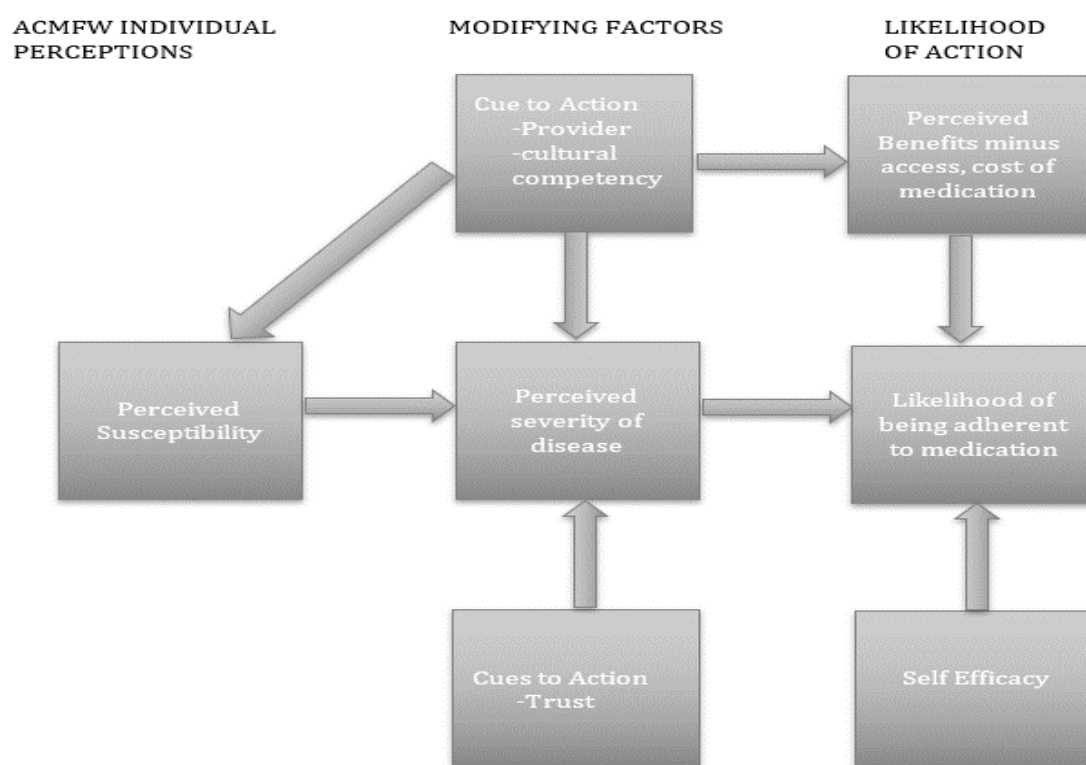 ACMFW INDIVIDUAL
PERCEPTIONS
MODIFYING FACTORS
LIKELIHOOD
OF ACTION
Cue to Action
-Provider
-cultural
competency
Perceived
Benefits minus
access, cost of
medication
Perceived
Susceptibility
Perceived
severity of
disease
Likelihood of
being adherent
to medication
Cues to Action
-Trust
Self Efficacy